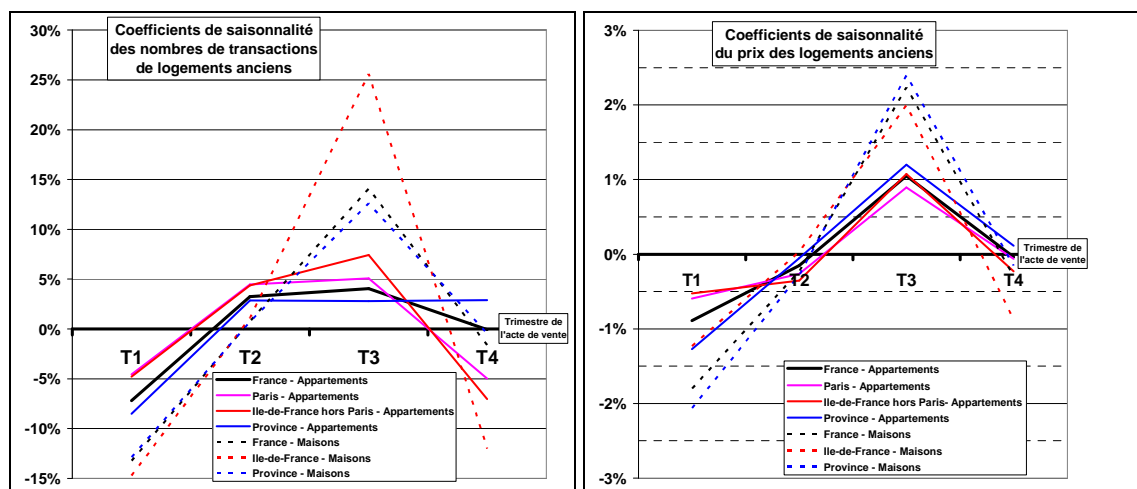 Coefficients de saisonnalité
des nombres de transactions
de logements anciens
30%
25%
20%
15%
10%
5%
0%
-5%
-10%
-15%
T1
T2
T3
T4
Trimestre de
l'acte de vente
France - Appartements
Paris - Appartements
Ile-de-France hors Paris - Appartements
Province - Appartements
France - Maisons
Ile-de-France - Maisons
Province - Maisons
Coefficients de saisonnalité
du prix des logements anciens
3%
2%
1%
0%
-1%
-2%
-3%
T1
T2
T3
T4
Trimestre de
l'acte de vente
France - Appartements
Paris - Appartements
Ile-de-France hors Paris- Appartements
Province - Appartements
France - Maisons
Ile-de-France - Maisons
Province - Maisons